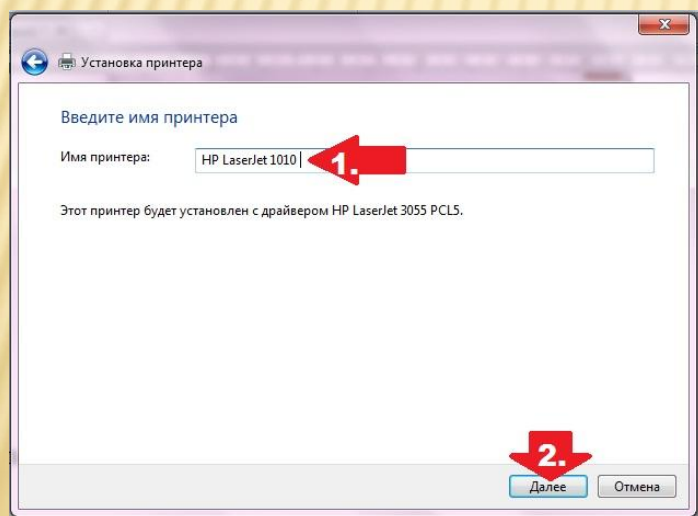 Установка принтера
Введите имя принтера
Имя принтера: HP LaserJet 1010 1.
Этот принтер будет установлен с драйвером HP LaserJet 3055 PCL5.
2.
Далее Отмена